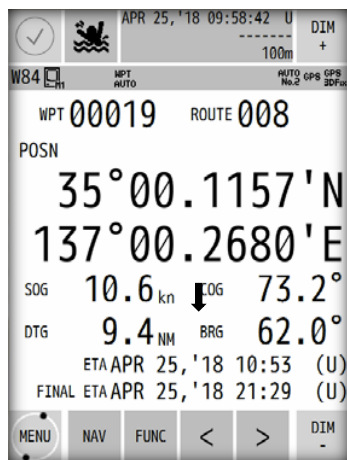 APR 25,'18 09:58:42 U
DIM
+
-------
100m
W84 M1 WPT AUTO AUTO No.2 GPS GPS 3DFix
WPT 00019 ROUTE 008
POSN
35°00.1157'N
137°00.2680'E
SOG 10.6 kn COG 73.2°
DTG 9.4 NM BRG 62.0°
ETA APR 25,'18 10:53 (U)
FINAL ETA APR 25,'18 21:29 (U)
MENU NAV FUNC < > DIM
-